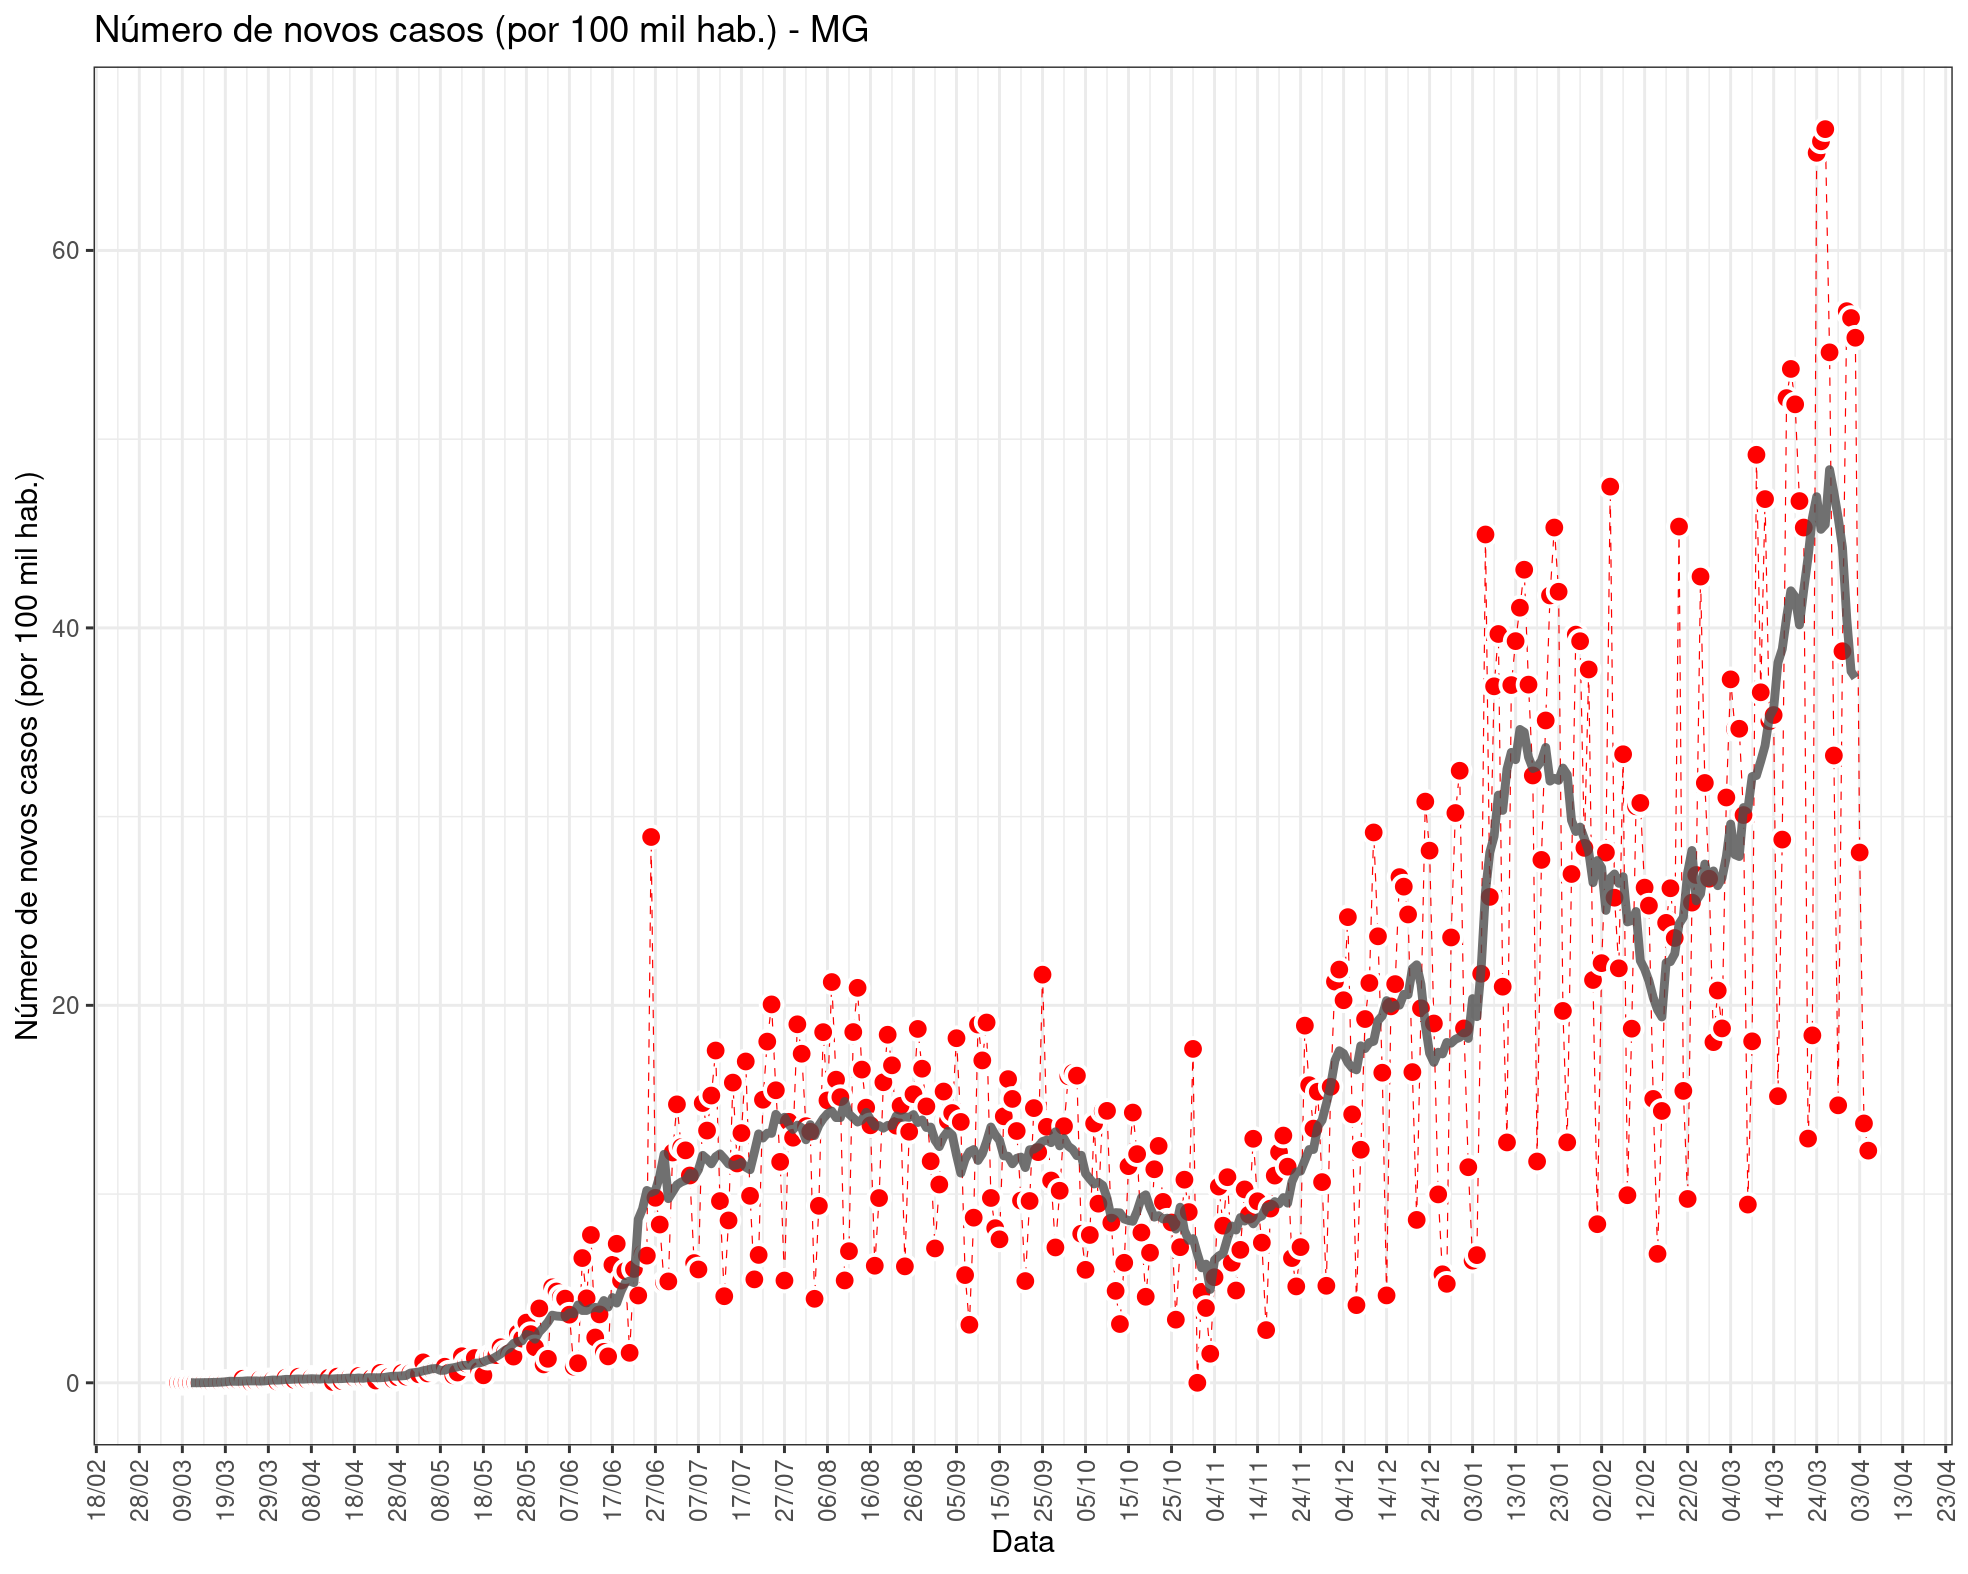 Número de novos casos (por 100 mil hab.) - MG
Número de novos casos (por 100 mil hab.)
60
40
20
0
18/02 28/02 09/03 19/03 29/03 08/04 18/04 28/04 08/05 18/05 28/05 07/06 17/06 27/06 07/07 17/07 27/07 06/08 16/08 26/08 05/09 15/09 25/09 05/10 15/10 25/10 04/11 14/11 24/11 04/12 14/12 24/12 03/01 13/01 23/01 02/02 12/02 22/02 04/03 14/03 24/03 03/04 13/04 23/04
Data